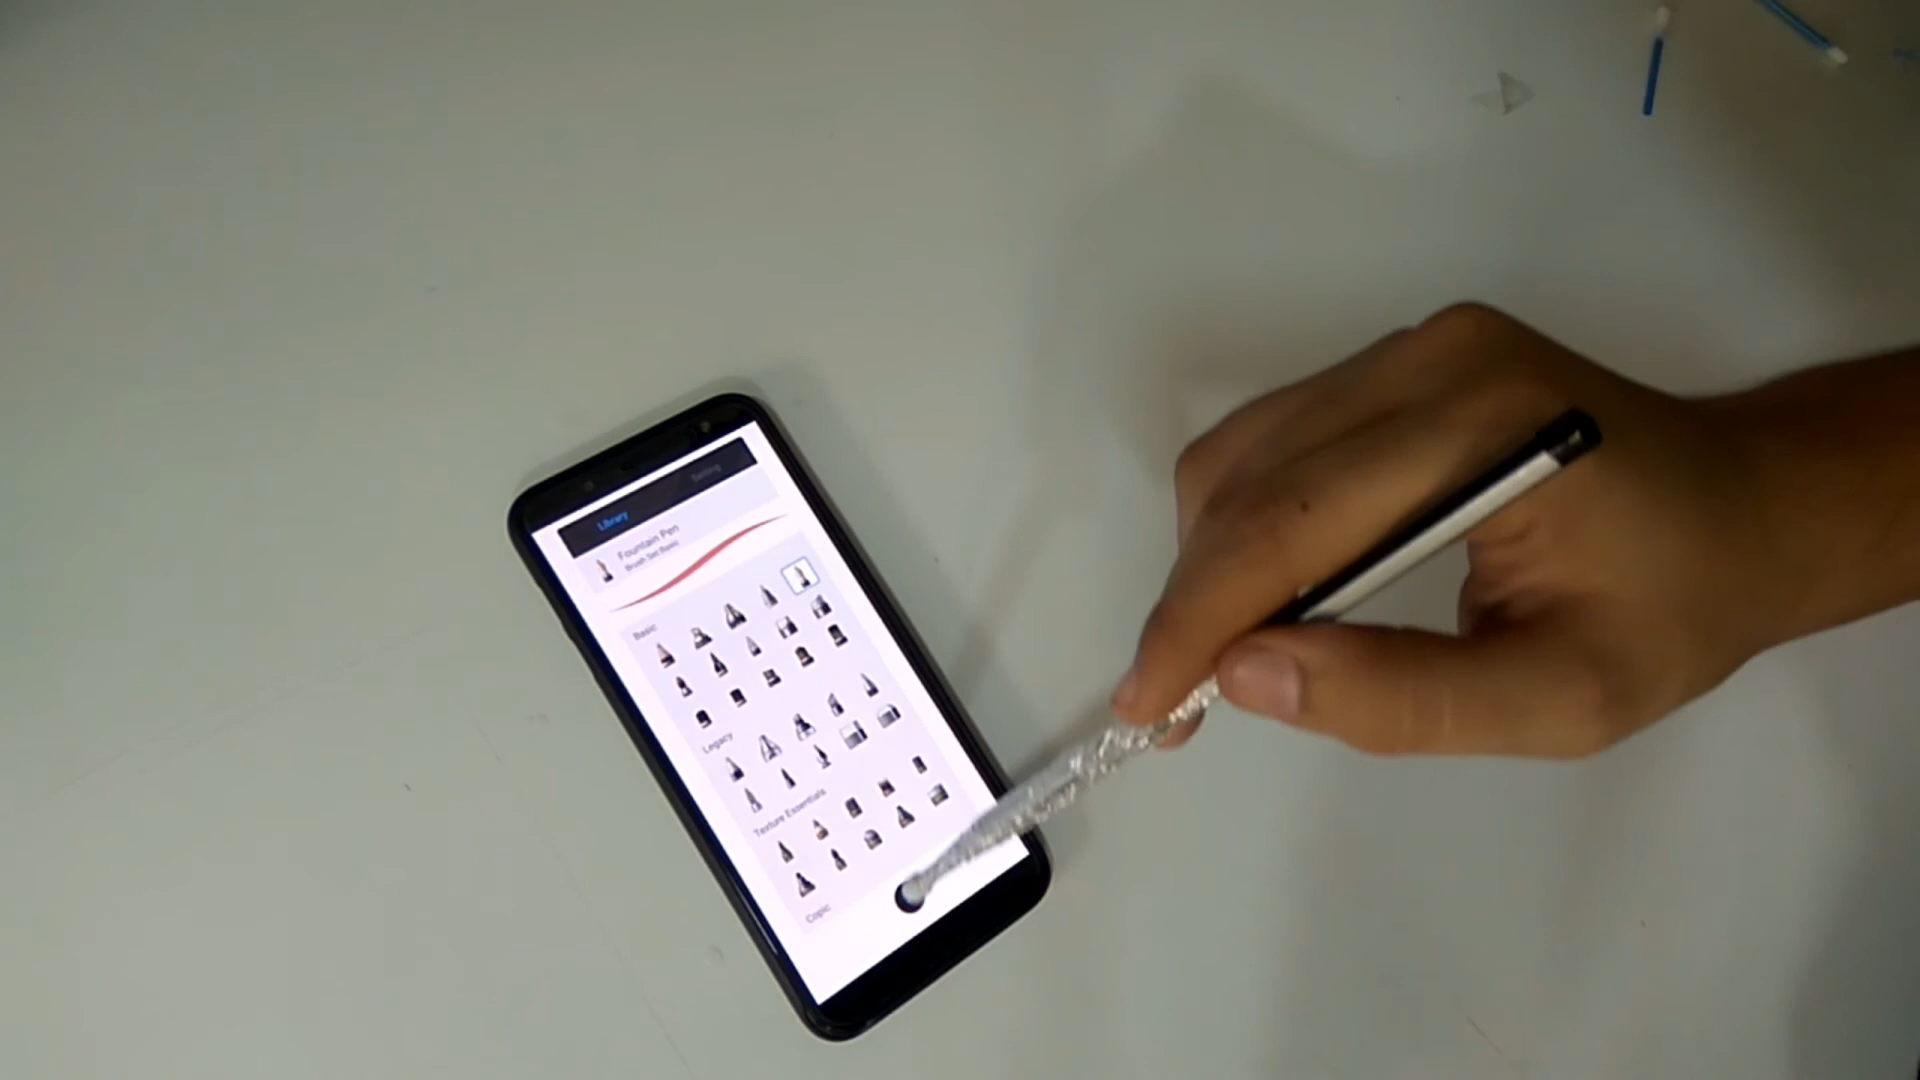 Library
Setting
Fountain Pen
Brush Set Basic
Basic
Legacy
Texture Essentials
Copic